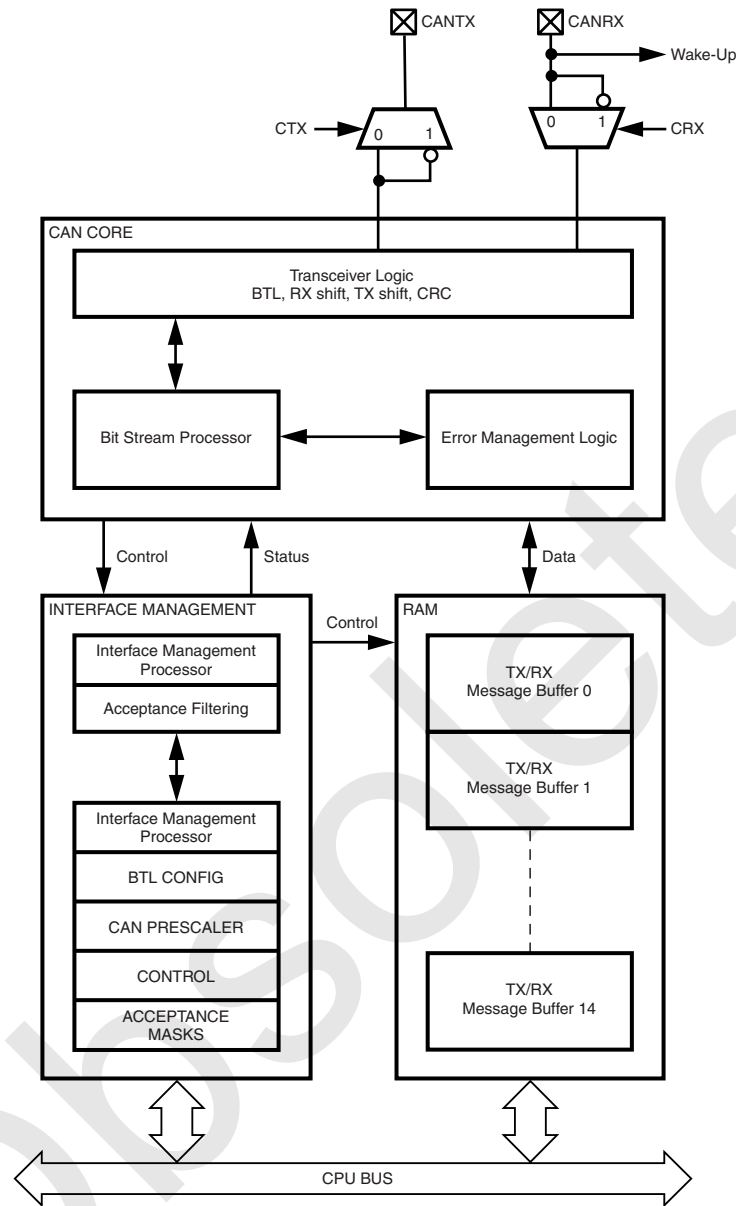 CANTX
CANRX
Wake-Up
CTX
0 1
0 1
CRX
CAN CORE
Transceiver Logic
BTL, RX shift, TX shift, CRC
Bit Stream Processor
Error Management Logic
Control
Status
Data
INTERFACE MANAGEMENT
Control
RAM
Interface Management
Processor
Acceptance Filtering
TX/RX
Message Buffer 0
TX/RX
Message Buffer 1
Interface Management
Processor
BTL CONFIG
CAN PRESCALER
CONTROL
ACCEPTANCE
MASKS
TX/RX
Message Buffer 14
CPU BUS
obsolete